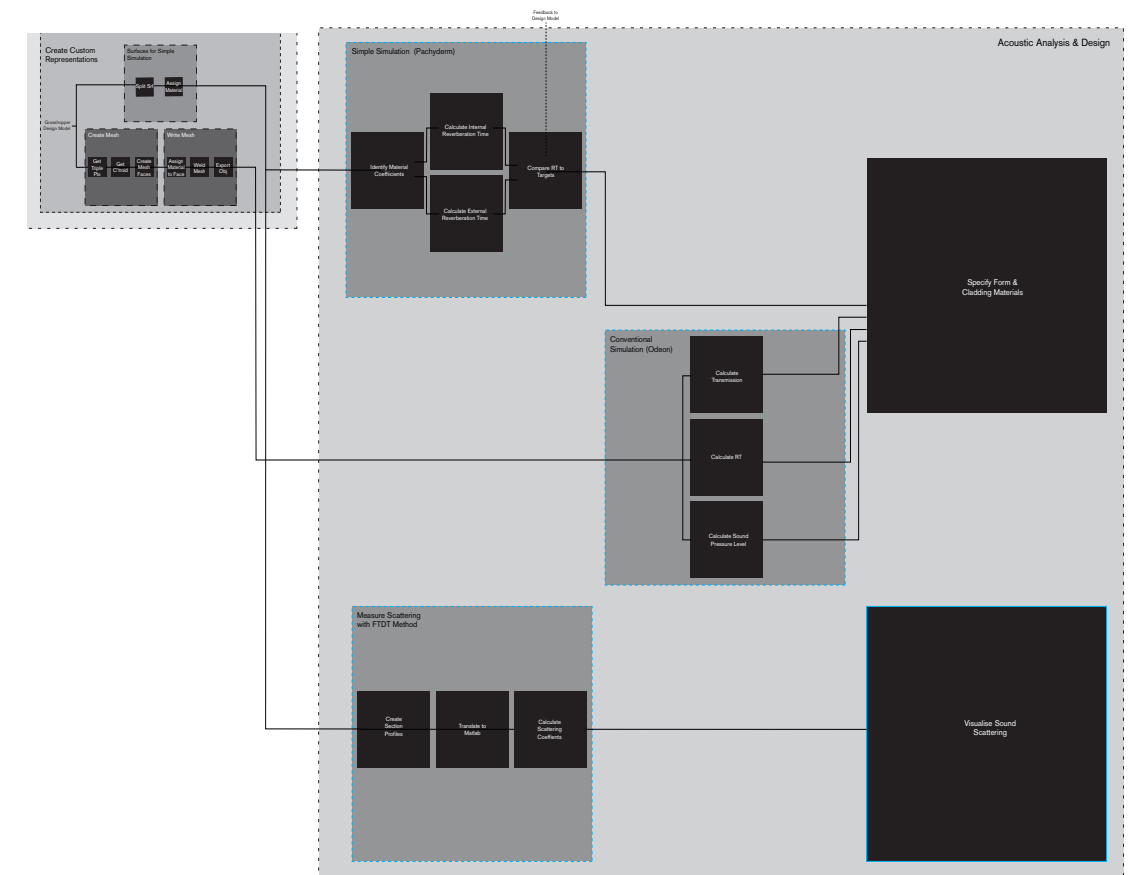 Feedback to
Design Model
Create Custom
Representations
Surfaces for Simple
Simulation
Split Srf
Assign
Material
Grasshopper
Design Model
Create Mesh
Get
Triple
Pts
Get
C'troid
Create
Mesh
Faces
Write Mesh
Assign
Material
to Face
Weld
Mesh
Export
Obj
Acoustic Analysis & Design
Simple Simulation (Pachyderm)
Identify Material
Coefficients
Calculate Internal
Reverberation Time
Calculate External
Reverberation Time
Compare RT to
Targets
Specify Form &
Cladding Materials
Conventional
Simulation (Odeon)
Calculate
Transmission
Calculate RT
Calculate Sound
Pressure Level
Measure Scattering
with FTDT Method
Create
Section
Profiles
Translate to
Matlab
Calculate
Scattering
Coeffients
Visualise Sound
Scattering